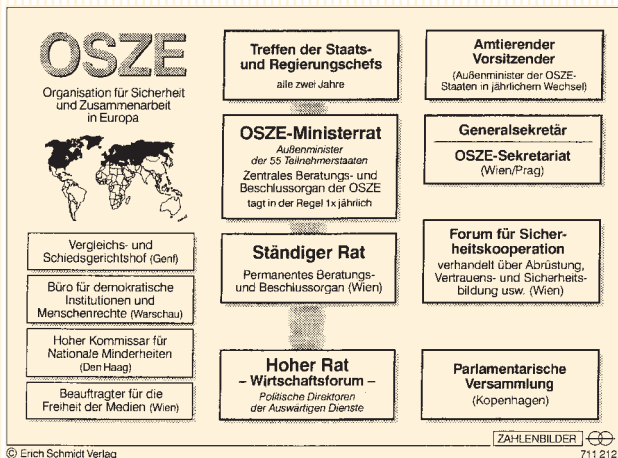 OSZE
Organisation für Sicherheit
und Zusammenarbeit
in Europa
Vergleichs- und
Schiedsgerichtshof (Genf)
Büro für demokratische
Institutionen und
Menschenrechte (Warschau)
Hoher Kommissar für
Nationale Minderheiten
(Den Haag)
Beauftragter für die
Freiheit der Medien (Wien)
Treffen der Staats-
und Regierungschefs
alle zwei Jahre
OSZE-Ministerrat
Außenminister
der 55 Teilnehmerstaaten
Zentrales Beratungs- und
Beschlussorgan der OSZE
tagt in der Regel 1x jährlich
Ständiger Rat
Permanentes Beratungs-
und Beschlussorgan (Wien)
Hoher Rat
– Wirtschaftsforum –
Politische Direktoren
der Auswärtigen Dienste
Amtierender
Vorsitzender
(Außenminister der OSZE-
Staaten in jährlichem Wechsel)
Generalsekretär
OSZE-Sekretariat
(Wien/Prag)
Forum für Sicher-
heitskooperation
verhandelt über Abrüstung,
Vertrauens- und Sicherheits-
bildung usw. (Wien)
Parlamentarische
Versammlung
(Kopenhagen)
ZAHLENBILDER
© Erich Schmidt Verlag
711 212